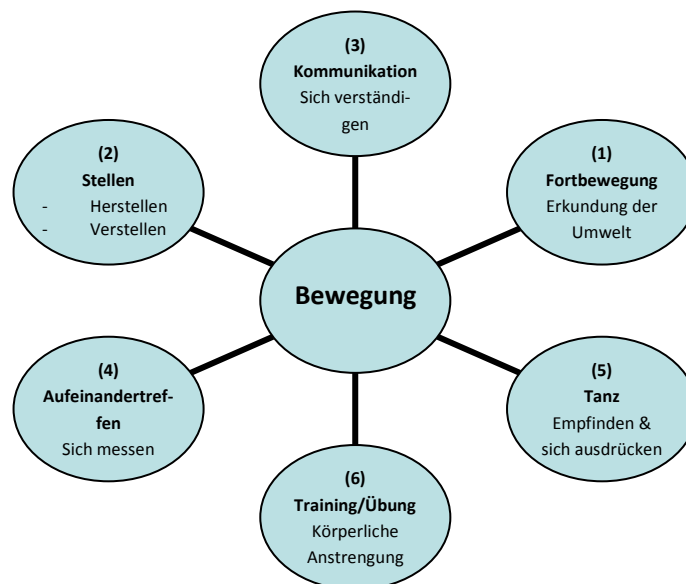 (3)
Kommunikation
Sich verständi-
gen
(2)
Stellen
- Herstellen
- Verstellen
(1)
Fortbewegung
Erkundung der
Umwelt
Bewegung
(4)
Aufeinandertref-
fen
Sich messen
(5)
Tanz
Empfinden &
sich ausdrücken
(6)
Training/Übung
Körperliche
Anstrengung